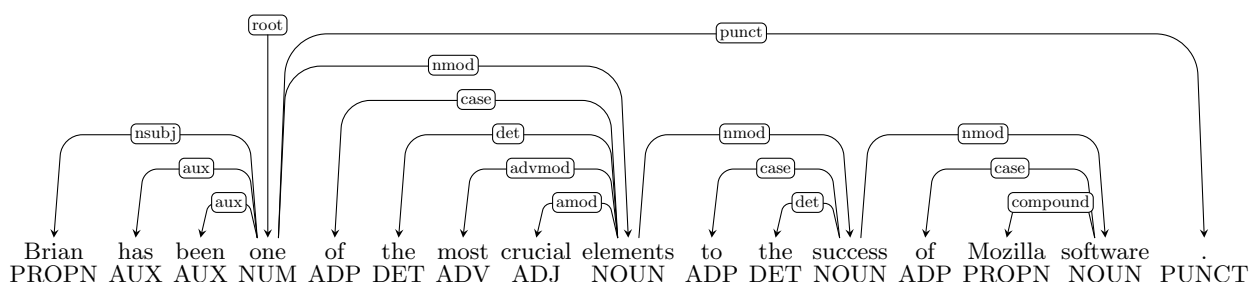 root
punct
nmod
case
nsubj det nmod nmod
aux advmod case case
aux amod det compound
Brian has been one of the most crucial elements to the success of Mozilla software .
PROPN AUX AUX NUM ADP DET ADV ADJ NOUN ADP DET NOUN ADP PROPN NOUN PUNCT